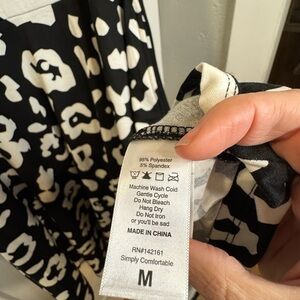 95% Polyester
5% Spandex
Machine Wash Cold
Gentle Cycle
Do Not Bleach
Hang Dry
Do Not Iron
or you'll be sad
MADE IN CHINA
RN#142161
Simply Comfortable
M